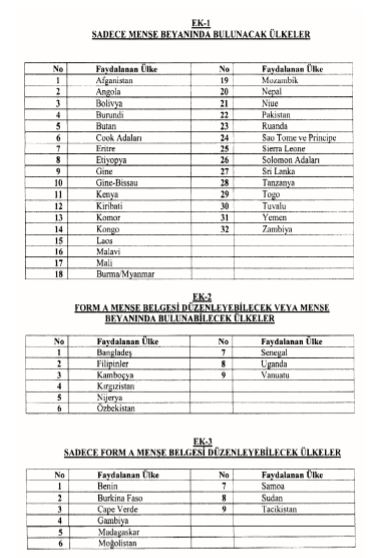 EK-1
SADECE MENŞE BEYANINDA BULUNACAK ÜLKELER
No Faydalanan Ülke No Faydalanan Ülke
1 Afganistan 19 Mozambik
2 Angola 20 Nepal
3 Bolivya 21 Niue
4 Burundi 22 Pakistan
5 Butan 23 Ruanda
6 Cook Adaları 24 Sao Tome ve Principe
7 Eritre 25 Sierra Leone
8 Etiyopya 26 Solomon Adaları
9 Gine 27 Sri Lanka
10 Gine-Bissau 28 Tanzanya
11 Kenya 29 Togo
12 Kiribati 30 Tuvalu
13 Komor 31 Yemen
14 Kongo 32 Zambiya
15 Laos
16 Malavi
17 Mali
18 Burma/Myanmar
EK-2
FORM A MENŞE BELGESİ DÜZENLEYEBİLECEK VEYA MENŞE
BEYANINDA BULUNABİLECEK ÜLKELER
No Faydalanan Ülke No Faydalanan Ülke
1 Bangladeş 7 Senegal
2 Filipinler 8 Uganda
3 Kamboçya 9 Vanuatu
4 Kırgızistan
5 Nijerya
6 Özbekistan
EK-3
SADECE FORM A MENŞE BELGESİ DÜZENLEYEBİLECEK ÜLKELER
No Faydalanan Ülke No Faydalanan Ülke
1 Benin 7 Samoa
2 Burkina Faso 8 Sudan
3 Cape Verde 9 Tacikistan
4 Gambiya
5 Madagaskar
6 Moğolistan